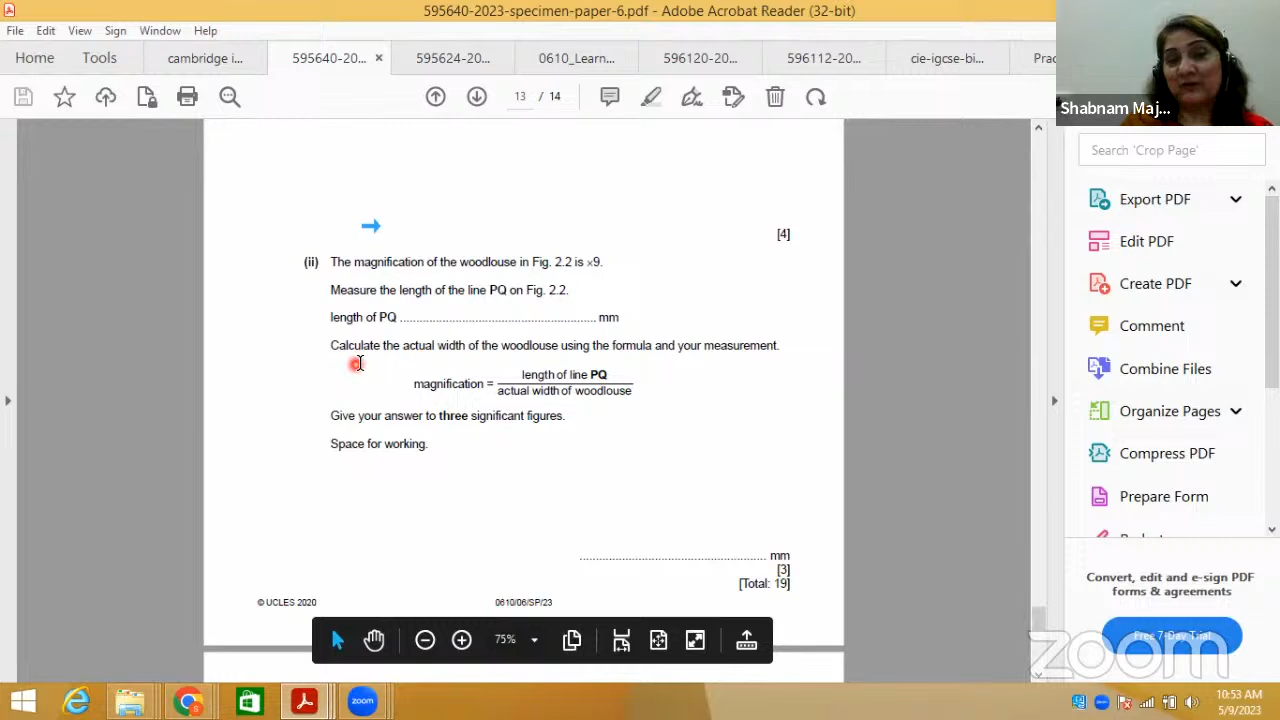 595640-2023-specimen-paper-6.pdf - Adobe Acrobat Reader (32-bit)
File Edit View Sign Window Help
Home Tools cambridge i... 595640-20... × 595624-20... 0610_Learn... 596120-20... 596112-20... cie-igcse-bi... Prac
13 / 14
Shabnam Maj...
Search 'Crop Page'
Export PDF
Edit PDF
Create PDF
Comment
Combine Files
Organize Pages
Compress PDF
Prepare Form
Convert, edit and e-sign PDF
forms & agreements
Free 7-Day Trial
[4]
(ii) The magnification of the woodlouse in Fig. 2.2 is ×9.
Measure the length of the line PQ on Fig. 2.2.
length of PQ ............................................................... mm
Calculate the actual width of the woodlouse using the formula and your measurement.
magnification = length of line PQ
actual width of woodlouse
Give your answer to three significant figures.
Space for working.
............................................................... mm
[3]
[Total: 19]
© UCLES 2020 0610/06/SP/23
75%
zoom
zoom
10:53 AM
5/9/2023